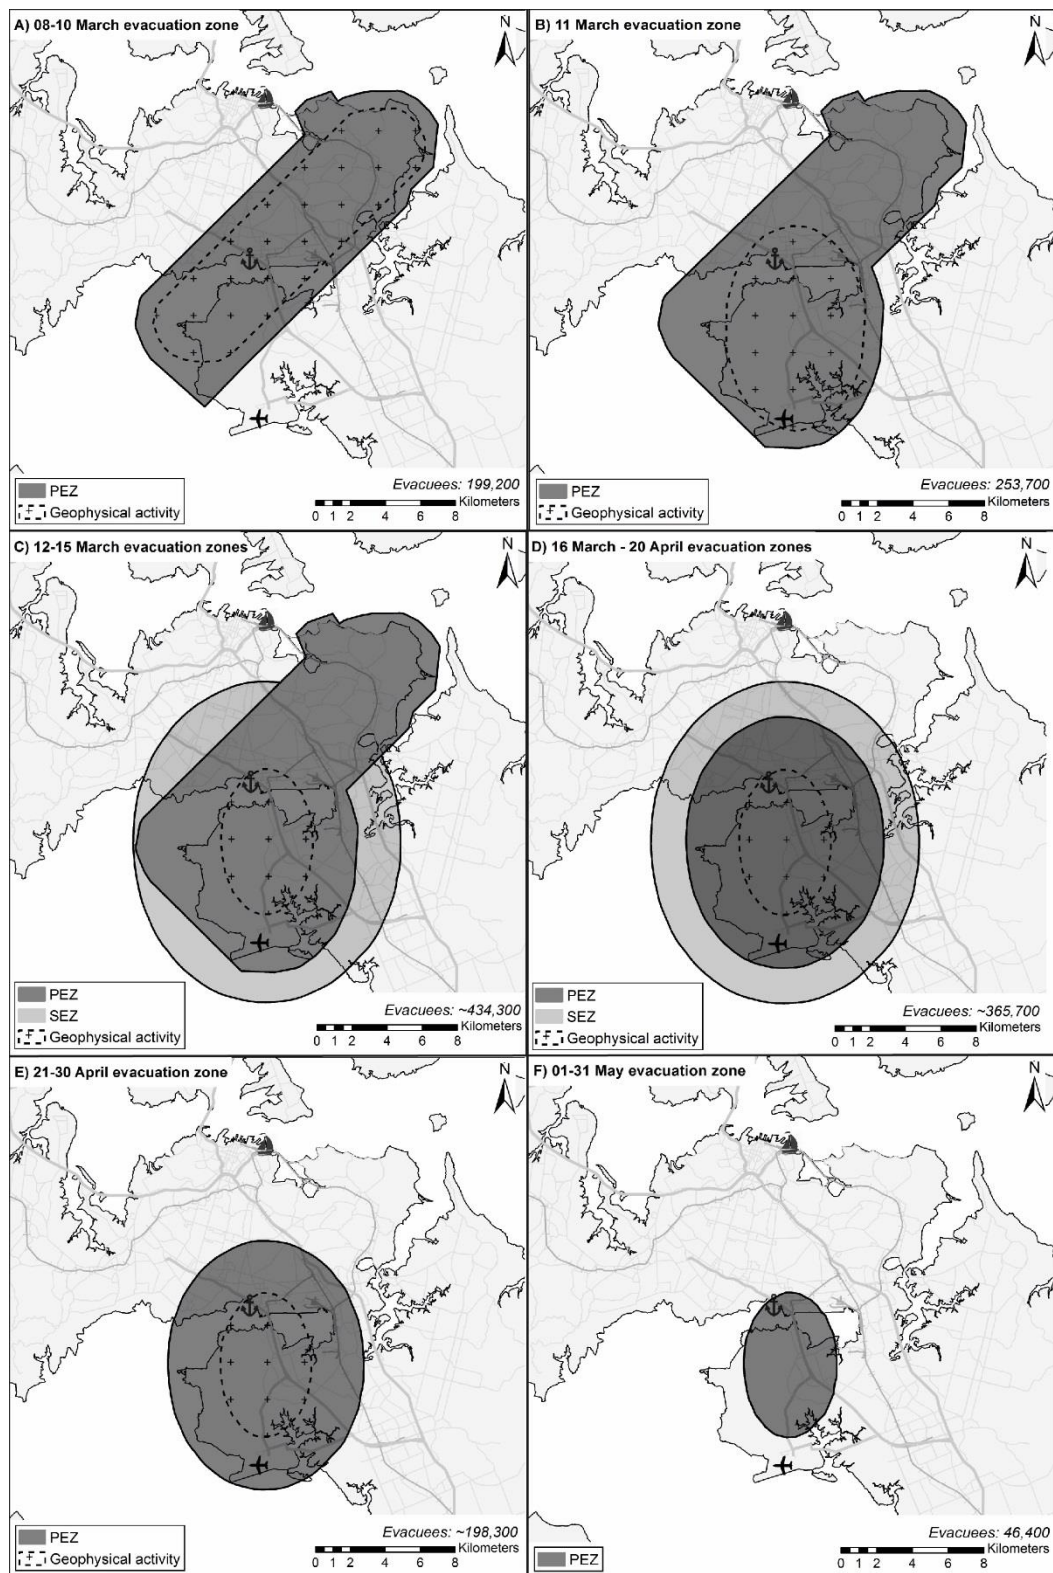 A) 08-10 March evacuation zone
N
PEZ
Geophysical activity
Evacuees: 199,200
Kilometers
0 1 2 4 6 8
B) 11 March evacuation zone
N
PEZ
Geophysical activity
Evacuees: 253,700
Kilometers
0 1 2 4 6 8
C) 12-15 March evacuation zones
N
PEZ
SEZ
Geophysical activity
Evacuees: ~434,300
Kilometers
0 1 2 4 6 8
D) 16 March - 20 April evacuation zones
N
PEZ
SEZ
Geophysical activity
Evacuees: ~365,700
Kilometers
0 1 2 4 6 8
E) 21-30 April evacuation zone
N
PEZ
Geophysical activity
Evacuees: ~198,300
Kilometers
0 1 2 4 6 8
F) 01-31 May evacuation zone
N
PEZ
Evacuees: 46,400
Kilometers
0 1 2 4 6 8